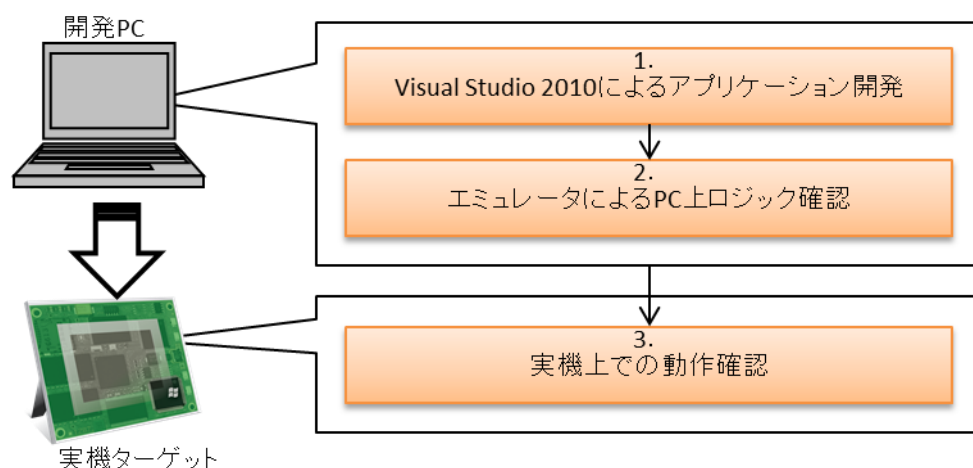 開発PC
1.
Visual Studio 2010によるアプリケーション開発
2.
エミュレータによるPC上ロジック確認
3.
実機上での動作確認
実機ターゲット